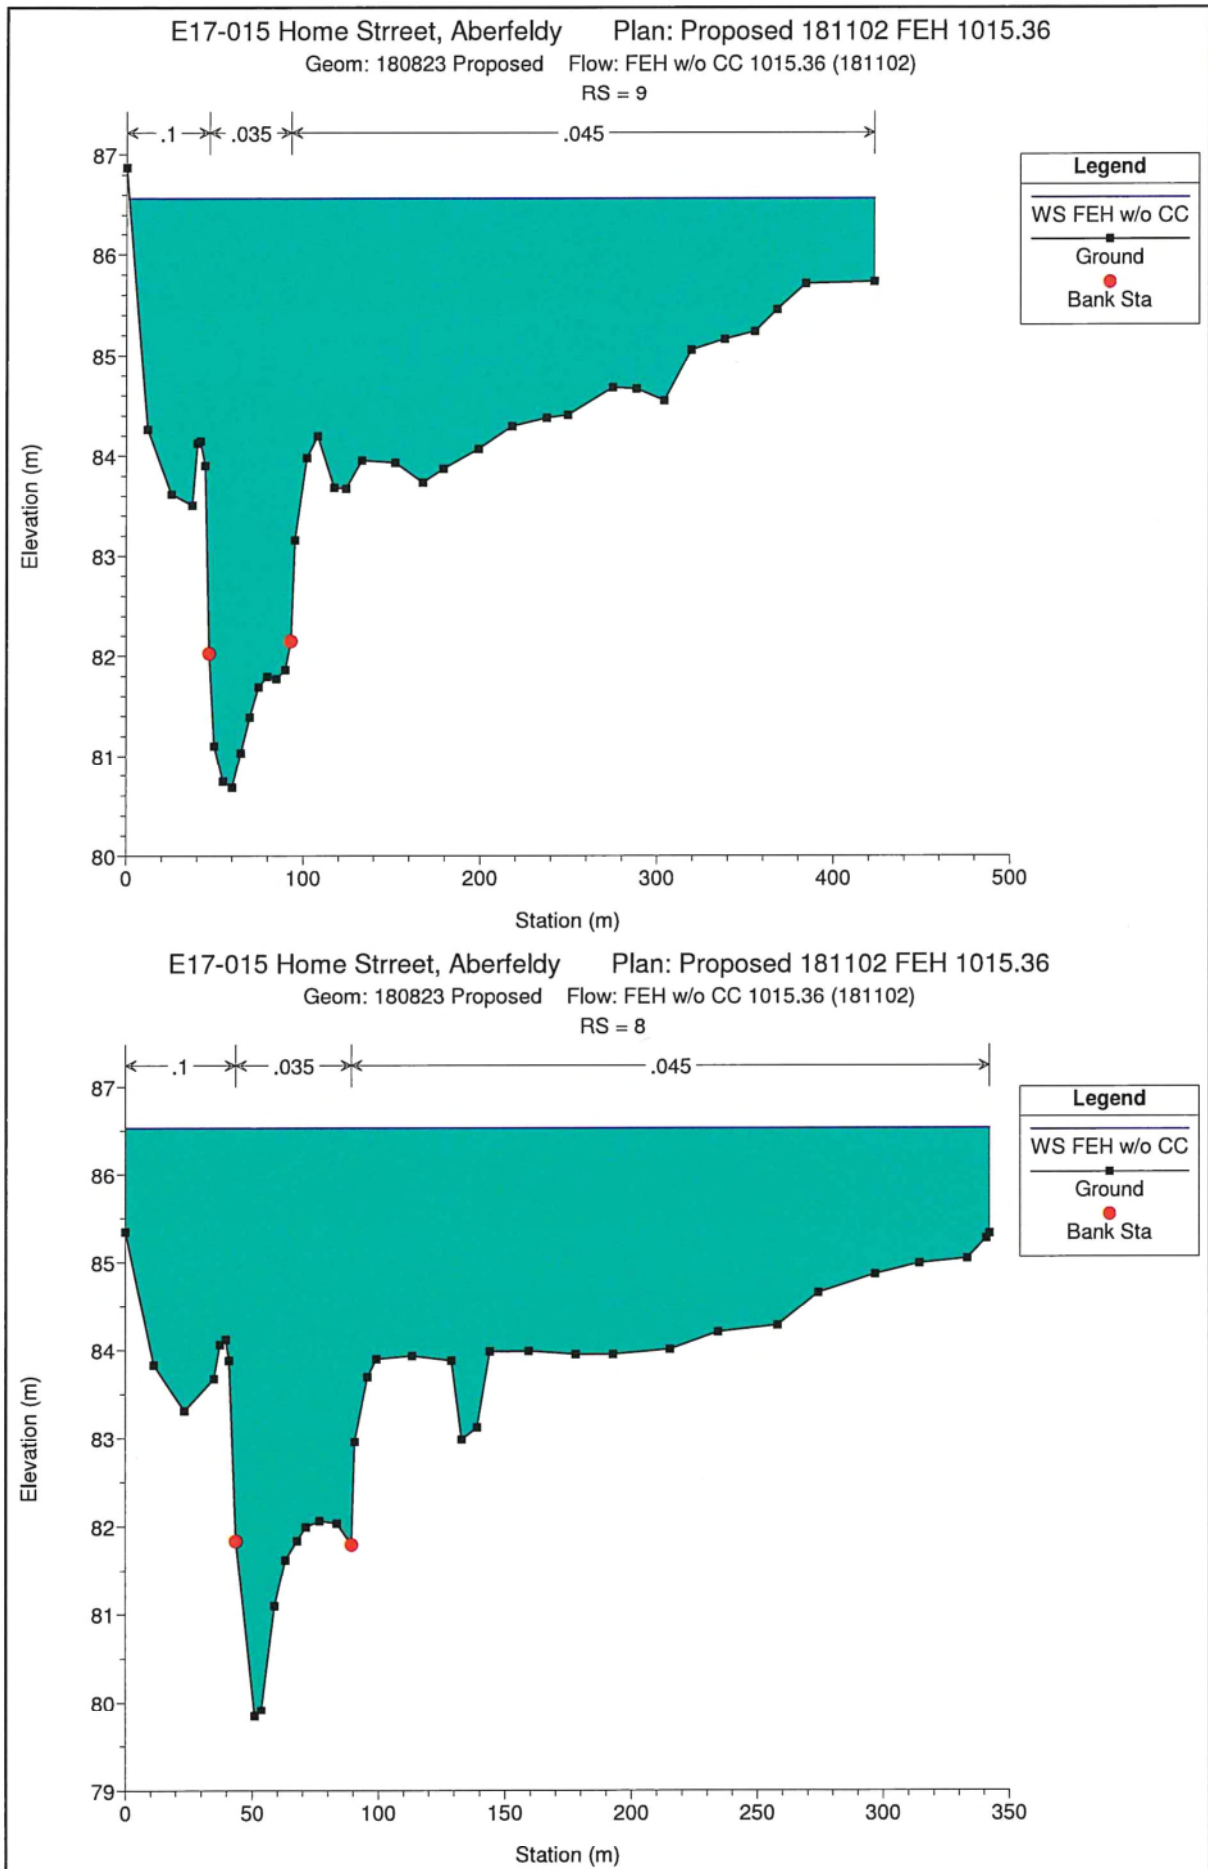 E17-015 Home Strreet, Aberfeldy Plan: Proposed 181102 FEH 1015.36
Geom: 180823 Proposed Flow: FEH w/o CC 1015.36 (181102)
RS = 9
.1 .035 .045
87
86
85
84
83
82
81
80
Elevation (m)
0 100 200 300 400 500
Station (m)
Legend
WS FEH w/o CC
Ground
Bank Sta
E17-015 Home Strreet, Aberfeldy Plan: Proposed 181102 FEH 1015.36
Geom: 180823 Proposed Flow: FEH w/o CC 1015.36 (181102)
RS = 8
.1 .035 .045
87
86
85
84
83
82
81
80
79
Elevation (m)
0 50 100 150 200 250 300 350
Station (m)
Legend
WS FEH w/o CC
Ground
Bank Sta